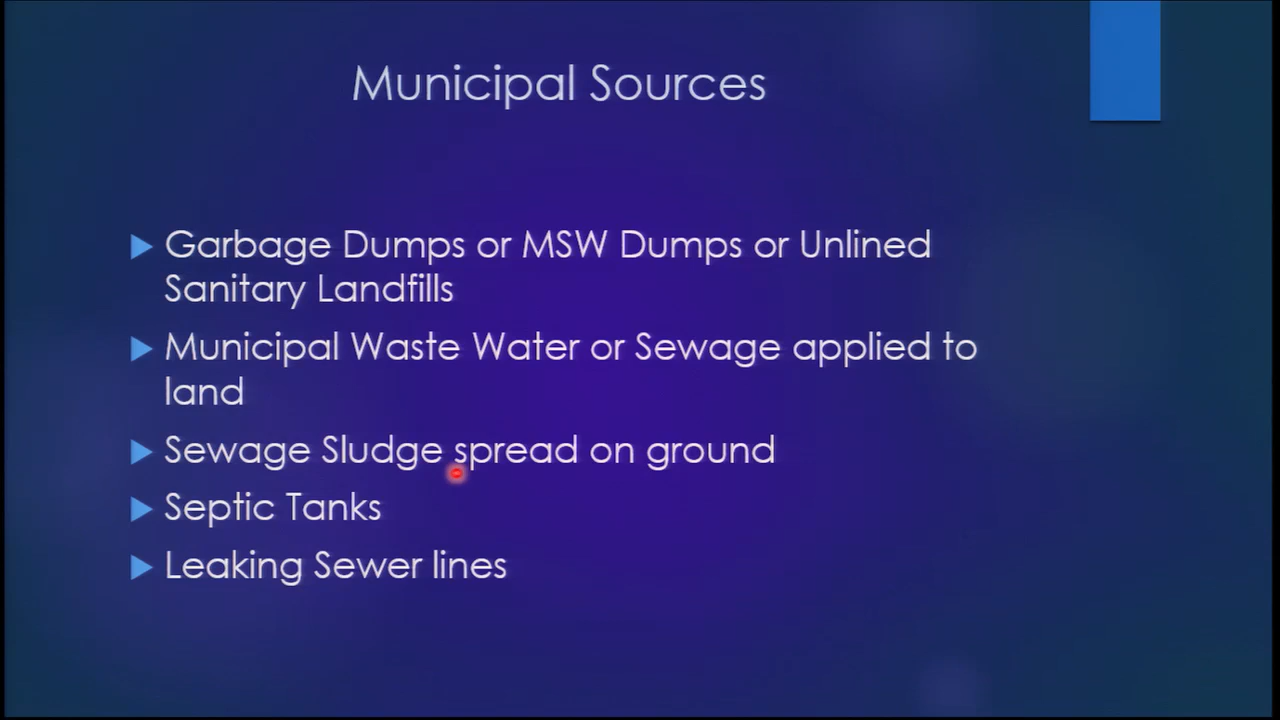 Municipal Sources
Garbage Dumps or MSW Dumps or Unlined
Sanitary Landfills
Municipal Waste Water or Sewage applied to
land
Sewage Sludge spread on ground
Septic Tanks
Leaking Sewer lines